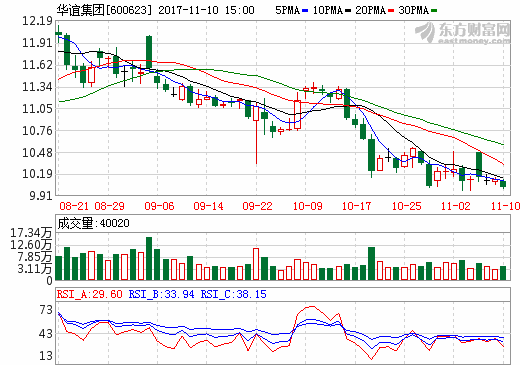 华谊集团[600623] 2017-11-10 15:00 5PMA 10PMA 20PMA 30PMA
东方财富网
eastmoney.com
12.19
11.91
11.62
11.34
11.05
10.76
10.48
10.19
9.91
08-21 08-29 09-06 09-14 09-22 10-09 10-17 10-25 11-02 11-10
成交量:40020
17.34万
12.60万
7.85万
3.11万
0
RSI_A:29.60 RSI_B:33.94 RSI_C:38.15
73
43
13